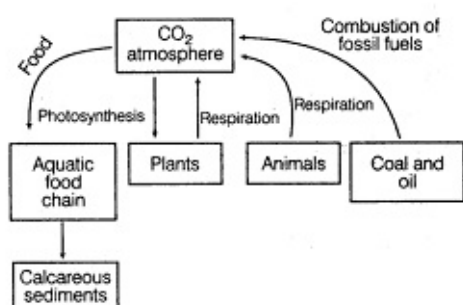 CO2
atmosphere
Combustion of
fossil fuels
Food
Photosynthesis
Respiration
Respiration
Aquatic
food
chain
Plants
Animals
Coal and
oil
Calcareous
sediments